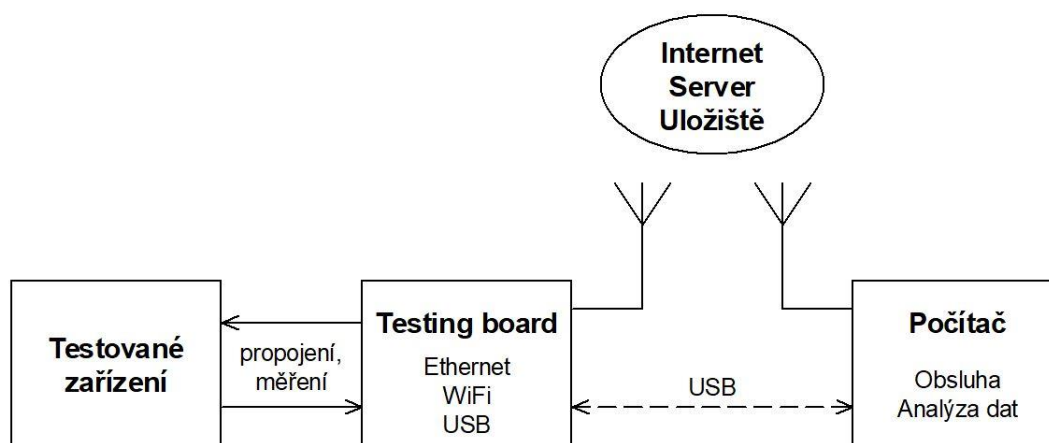 Internet
Server
Uložiště
Testované
zařízení
propojení,
měření
Testing board
Ethernet
WiFi
USB
USB
Počítač
Obsluha
Analýza dat